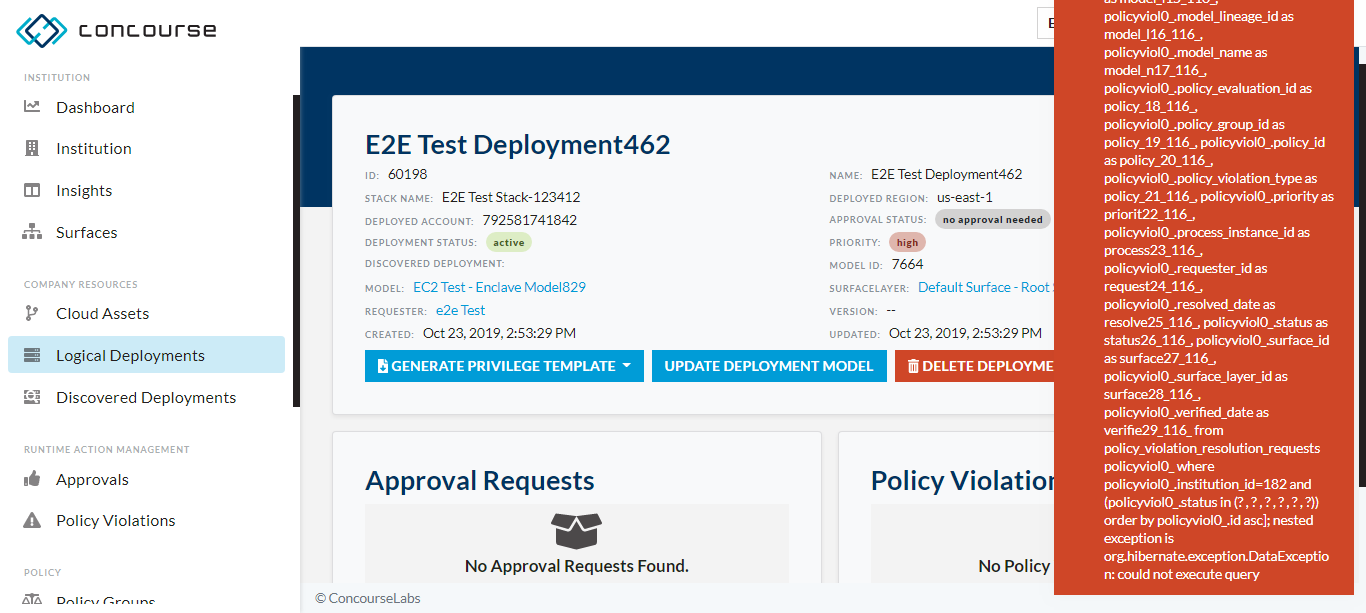 concourse
INSTITUTION
Dashboard
Institution
Insights
Surfaces
COMPANY RESOURCES
Cloud Assets
Logical Deployments
Discovered Deployments
RUNTIME ACTION MANAGEMENT
Approvals
Policy Violations
POLICY
Policy Groups
E
E2E Test Deployment462
ID: 60198
STACK NAME: E2E Test Stack-123412
DEPLOYED ACCOUNT: 792581741842
DEPLOYMENT STATUS: active
DISCOVERED DEPLOYMENT:
MODEL: EC2 Test - Enclave Model829
REQUESTER: e2e Test
CREATED: Oct 23, 2019, 2:53:29 PM
NAME: E2E Test Deployment462
DEPLOYED REGION: us-east-1
APPROVAL STATUS: no approval needed
PRIORITY: high
MODEL ID: 7664
SURFACELAYER: Default Surface - Root
VERSION: --
UPDATED: Oct 23, 2019, 2:53:29 PM
GENERATE PRIVILEGE TEMPLATE
UPDATE DEPLOYMENT MODEL
DELETE DEPLOYME
Approval Requests
No Approval Requests Found.
Policy Violation
No Policy
© ConcourseLabs
policyviol0_.model_lineage_id as
model_l16_116_,
policyviol0_.model_name as
model_n17_116_,
policyviol0_.policy_evaluation_id as
policy_18_116_,
policyviol0_.policy_group_id as
policy_19_116_, policyviol0_.policy_id
as policy_20_116_,
policyviol0_.policy_violation_type as
policy_21_116_, policyviol0_.priority as
priorit22_116_,
policyviol0_.process_instance_id as
process23_116_,
policyviol0_.requester_id as
request24_116_,
policyviol0_.resolved_date as
resolve25_116_, policyviol0_.status as
status26_116_, policyviol0_.surface_id
as surface27_116_,
policyviol0_.surface_layer_id as
surface28_116_,
policyviol0_.verified_date as
verifie29_116_ from
policy_violation_resolution_requests
policyviol0_ where
policyviol0_.institution_id=182 and
(policyviol0_.status in (? , ? , ? , ? , ? , ?))
order by policyviol0_.id asc]; nested
exception is
org.hibernate.exception.DataExceptio
n: could not execute query